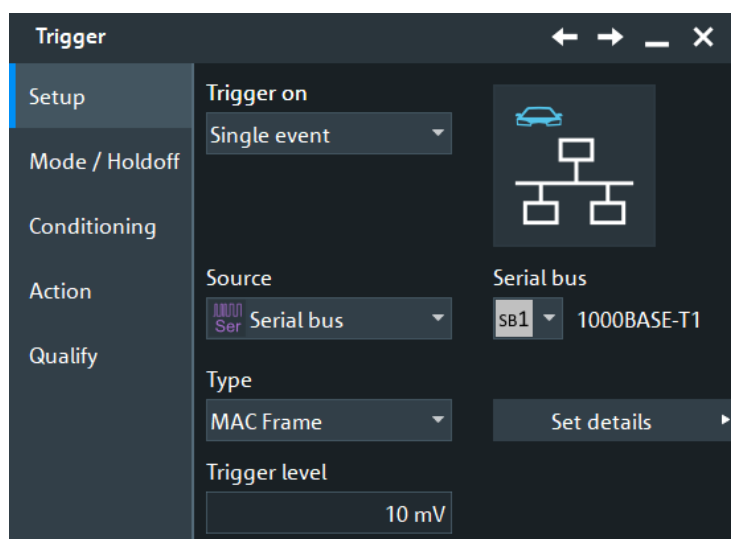 Trigger
Setup
Mode / Holdoff
Conditioning
Action
Qualify
Trigger on
Single event
Source
Ser Serial bus
Serial bus
SB1 1000BASE-T1
Type
MAC Frame
Set details
Trigger level
10 mV